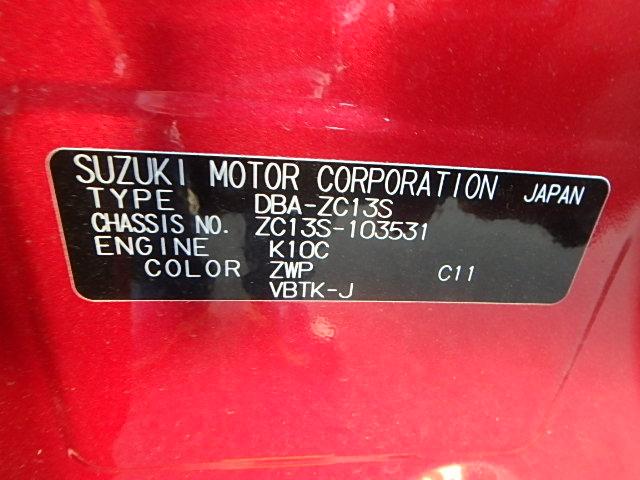 SUZUKI MOTOR CORPORATION JAPAN
TYPE DBA-ZC13S
CHASSIS NO. ZC13S-103531
ENGINE K10C
COLOR ZWP C11
VBTK-J